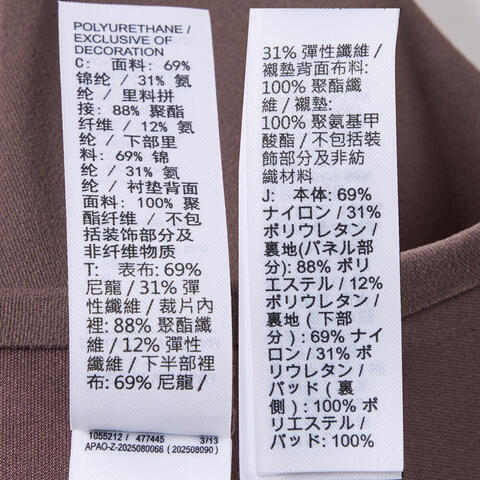 POLYURETHANE /
EXCLUSIVE OF
DECORATION
C: 面料: 69%
锦纶 / 31% 氨
纶 / 里料拼
接: 88% 聚酯
纤维 / 12% 氨
纶 / 下部里
料: 69% 锦
纶 / 31% 氨
纶 / 衬垫背面
面料: 100% 聚
酯纤维 / 不包
括装饰部分及
非纤维物质
T: 表布: 69%
尼龍 / 31% 彈
性纖維 / 裁片內
裡: 88% 聚酯纖
維 / 12% 彈性
纖維 / 下半部裡
布: 69% 尼龍 /
1055212 / 477445 3/13
APAO-Z-2025080066 ( 202508090 )
31% 彈性纖維 /
襯墊背面布料:
100% 聚酯纖
維 / 襯墊:
100% 聚氨基甲
酸酯 / 不包括裝
飾部分及非紡
織材料
J: 本体: 69%
ナイロン / 31%
ポリウレタン /
裏地(パネル部
分): 88% ポリ
エステル / 12%
ポリウレタン /
裏地（下部
分）: 69% ナイ
ロン / 31% ポ
リウレタン /
パッド（裏
側）: 100% ポ
リエステル /
パッド: 100%